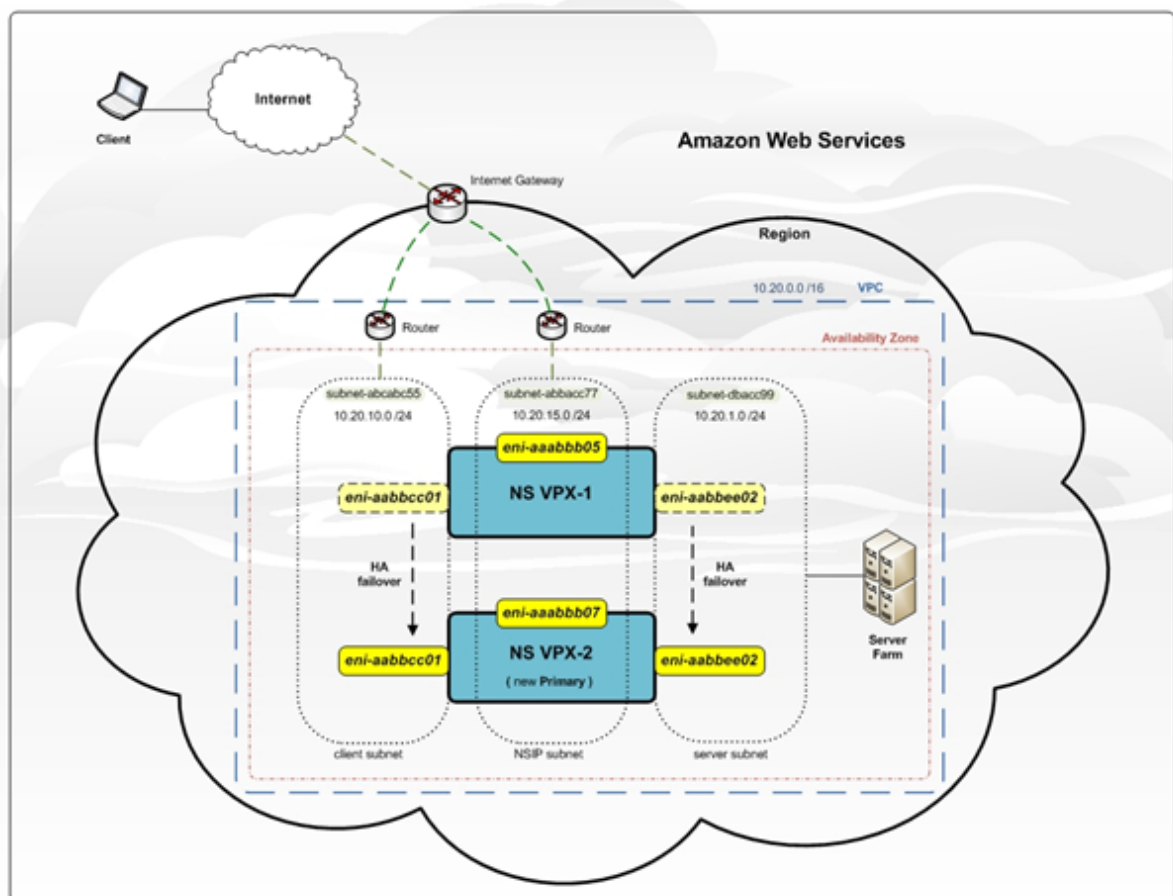 Internet
Client
Amazon Web Services
Internet Gateway
Region
10.20.0.0 /16 VPC
Router
Router
Availability Zone
subnet-abcabc55
10.20.10.0 /24
subnet-abbacc77
10.20.15.0 /24
subnet-dbacc99
10.20.1.0 /24
eni-aaabbb05
NS VPX-1
eni-aabbcc01
eni-aabbee02
HA
failover
HA
failover
eni-aaabbb07
NS VPX-2
( new Primary )
eni-aabbcc01
eni-aabbee02
Server
Farm
client subnet
NSIP subnet
server subnet